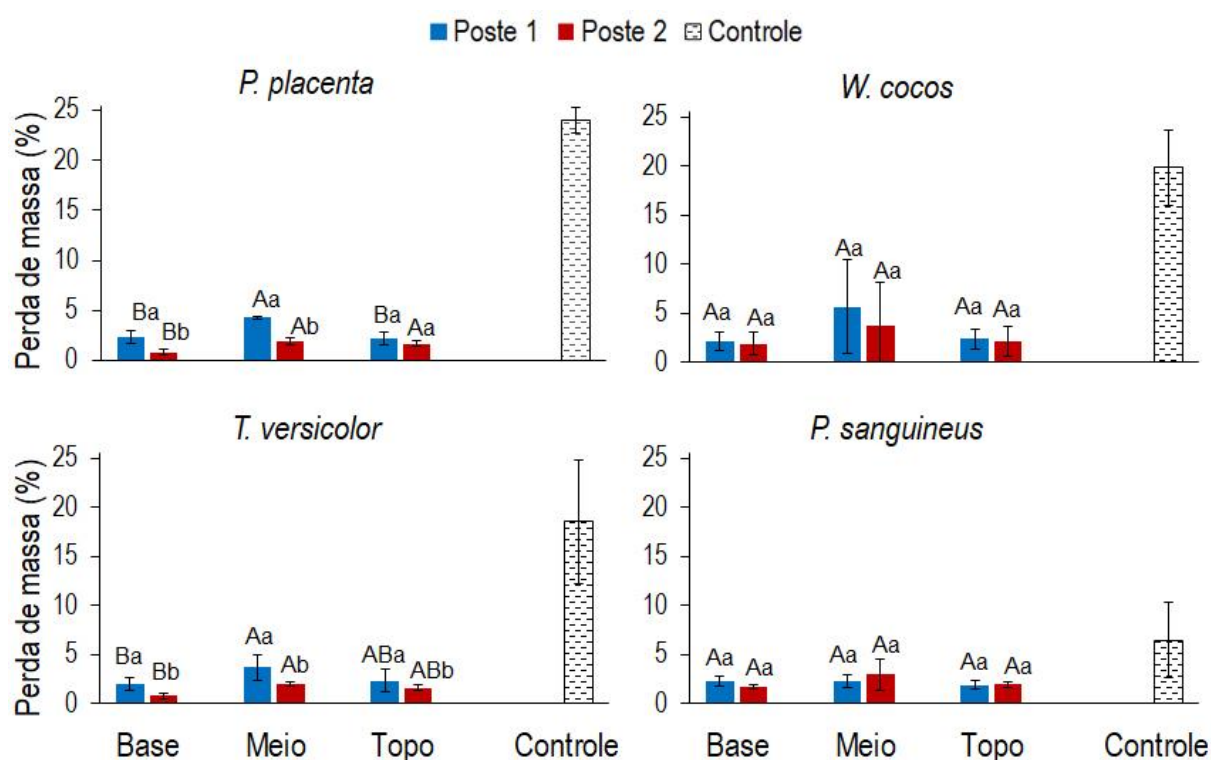 Poste 1 Poste 2 Controle
P. placenta
Perda de massa (%)
25
20
15
10
5
0
Ba Bb Aa Ab Ba Aa
W. cocos
25
20
15
10
5
0
Aa Aa Aa Aa Aa Aa
T. versicolor
Perda de massa (%)
25
20
15
10
5
0
Ba Bb Aa Ab ABa ABb
Base Meio Topo Controle
P. sanguineus
25
20
15
10
5
0
Aa Aa Aa Aa Aa Aa
Base Meio Topo Controle